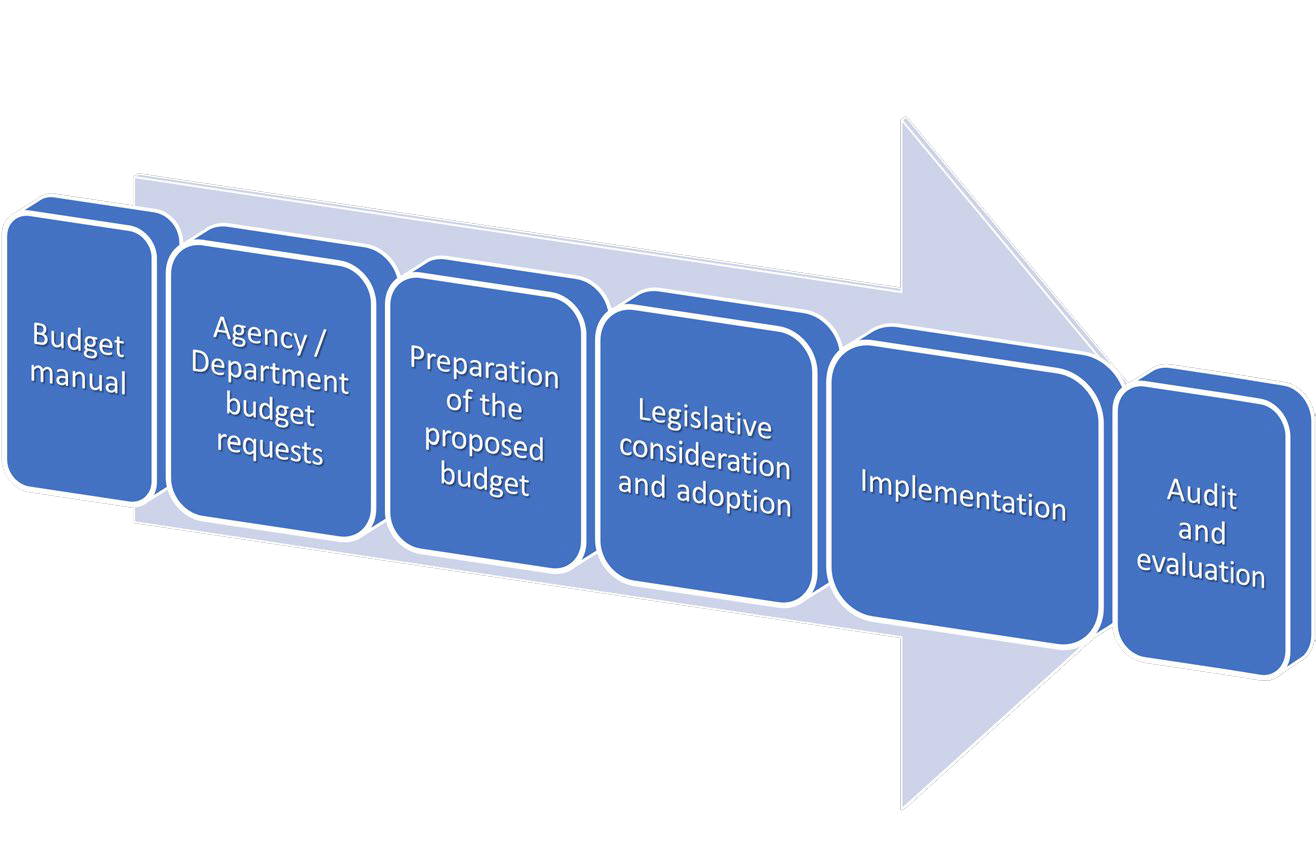 Budget
manual
Agency /
Department
budget
requests
Preparation
of the
proposed
budget
Legislative
consideration
and adoption
Implementation
Audit
and
evaluation